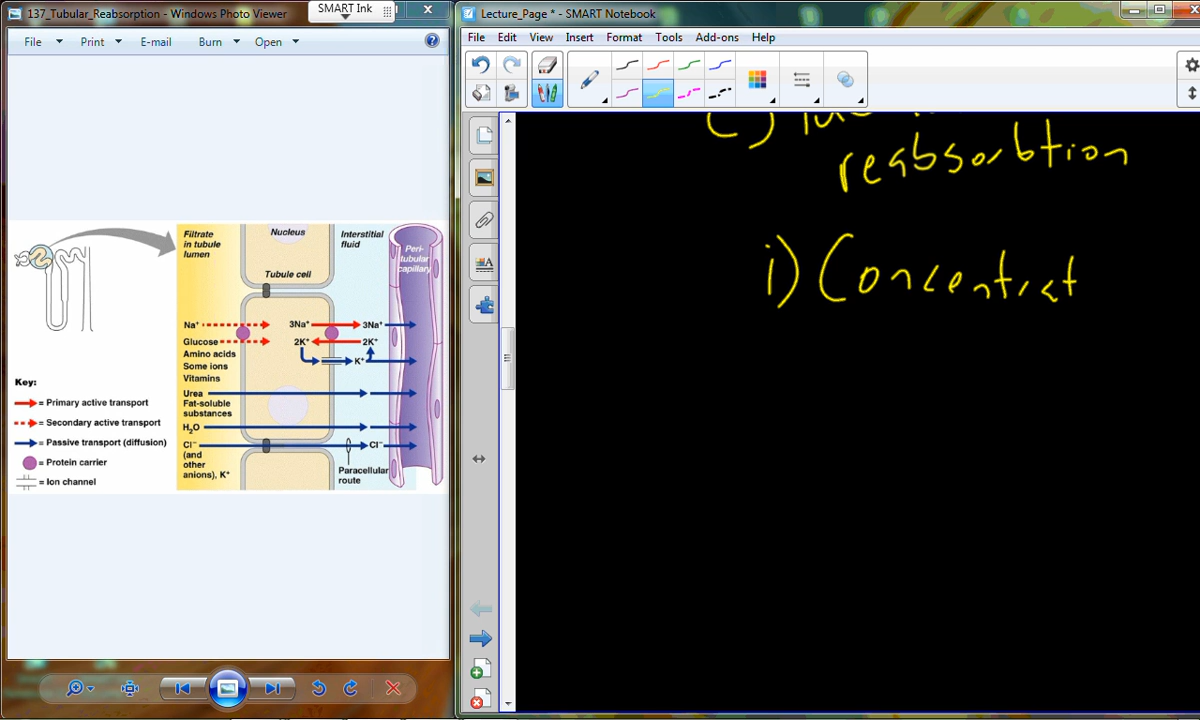 137_Tubular_Reabsorption - Windows Photo Viewer
SMART Ink
File Print E-mail Burn Open
Filtrate
in tubule
lumen
Nucleus
Interstitial
fluid
Peri-
tubular
capillary
Tubule cell
Na⁺
3Na⁺
3Na⁺
Glucose
2K⁺
2K⁺
Amino acids
Some ions
Vitamins
K⁺
Urea
Fat-soluble
substances
H₂O
Cl⁻
Cl⁻
(and
other
anions), K⁺
Paracellular
route
Key:
= Primary active transport
= Secondary active transport
= Passive transport (diffusion)
= Protein carrier
= Ion channel
Lecture_Page * - SMART Notebook
File Edit View Insert Format Tools Add-ons Help
reabsorbtion
i) Concentrat